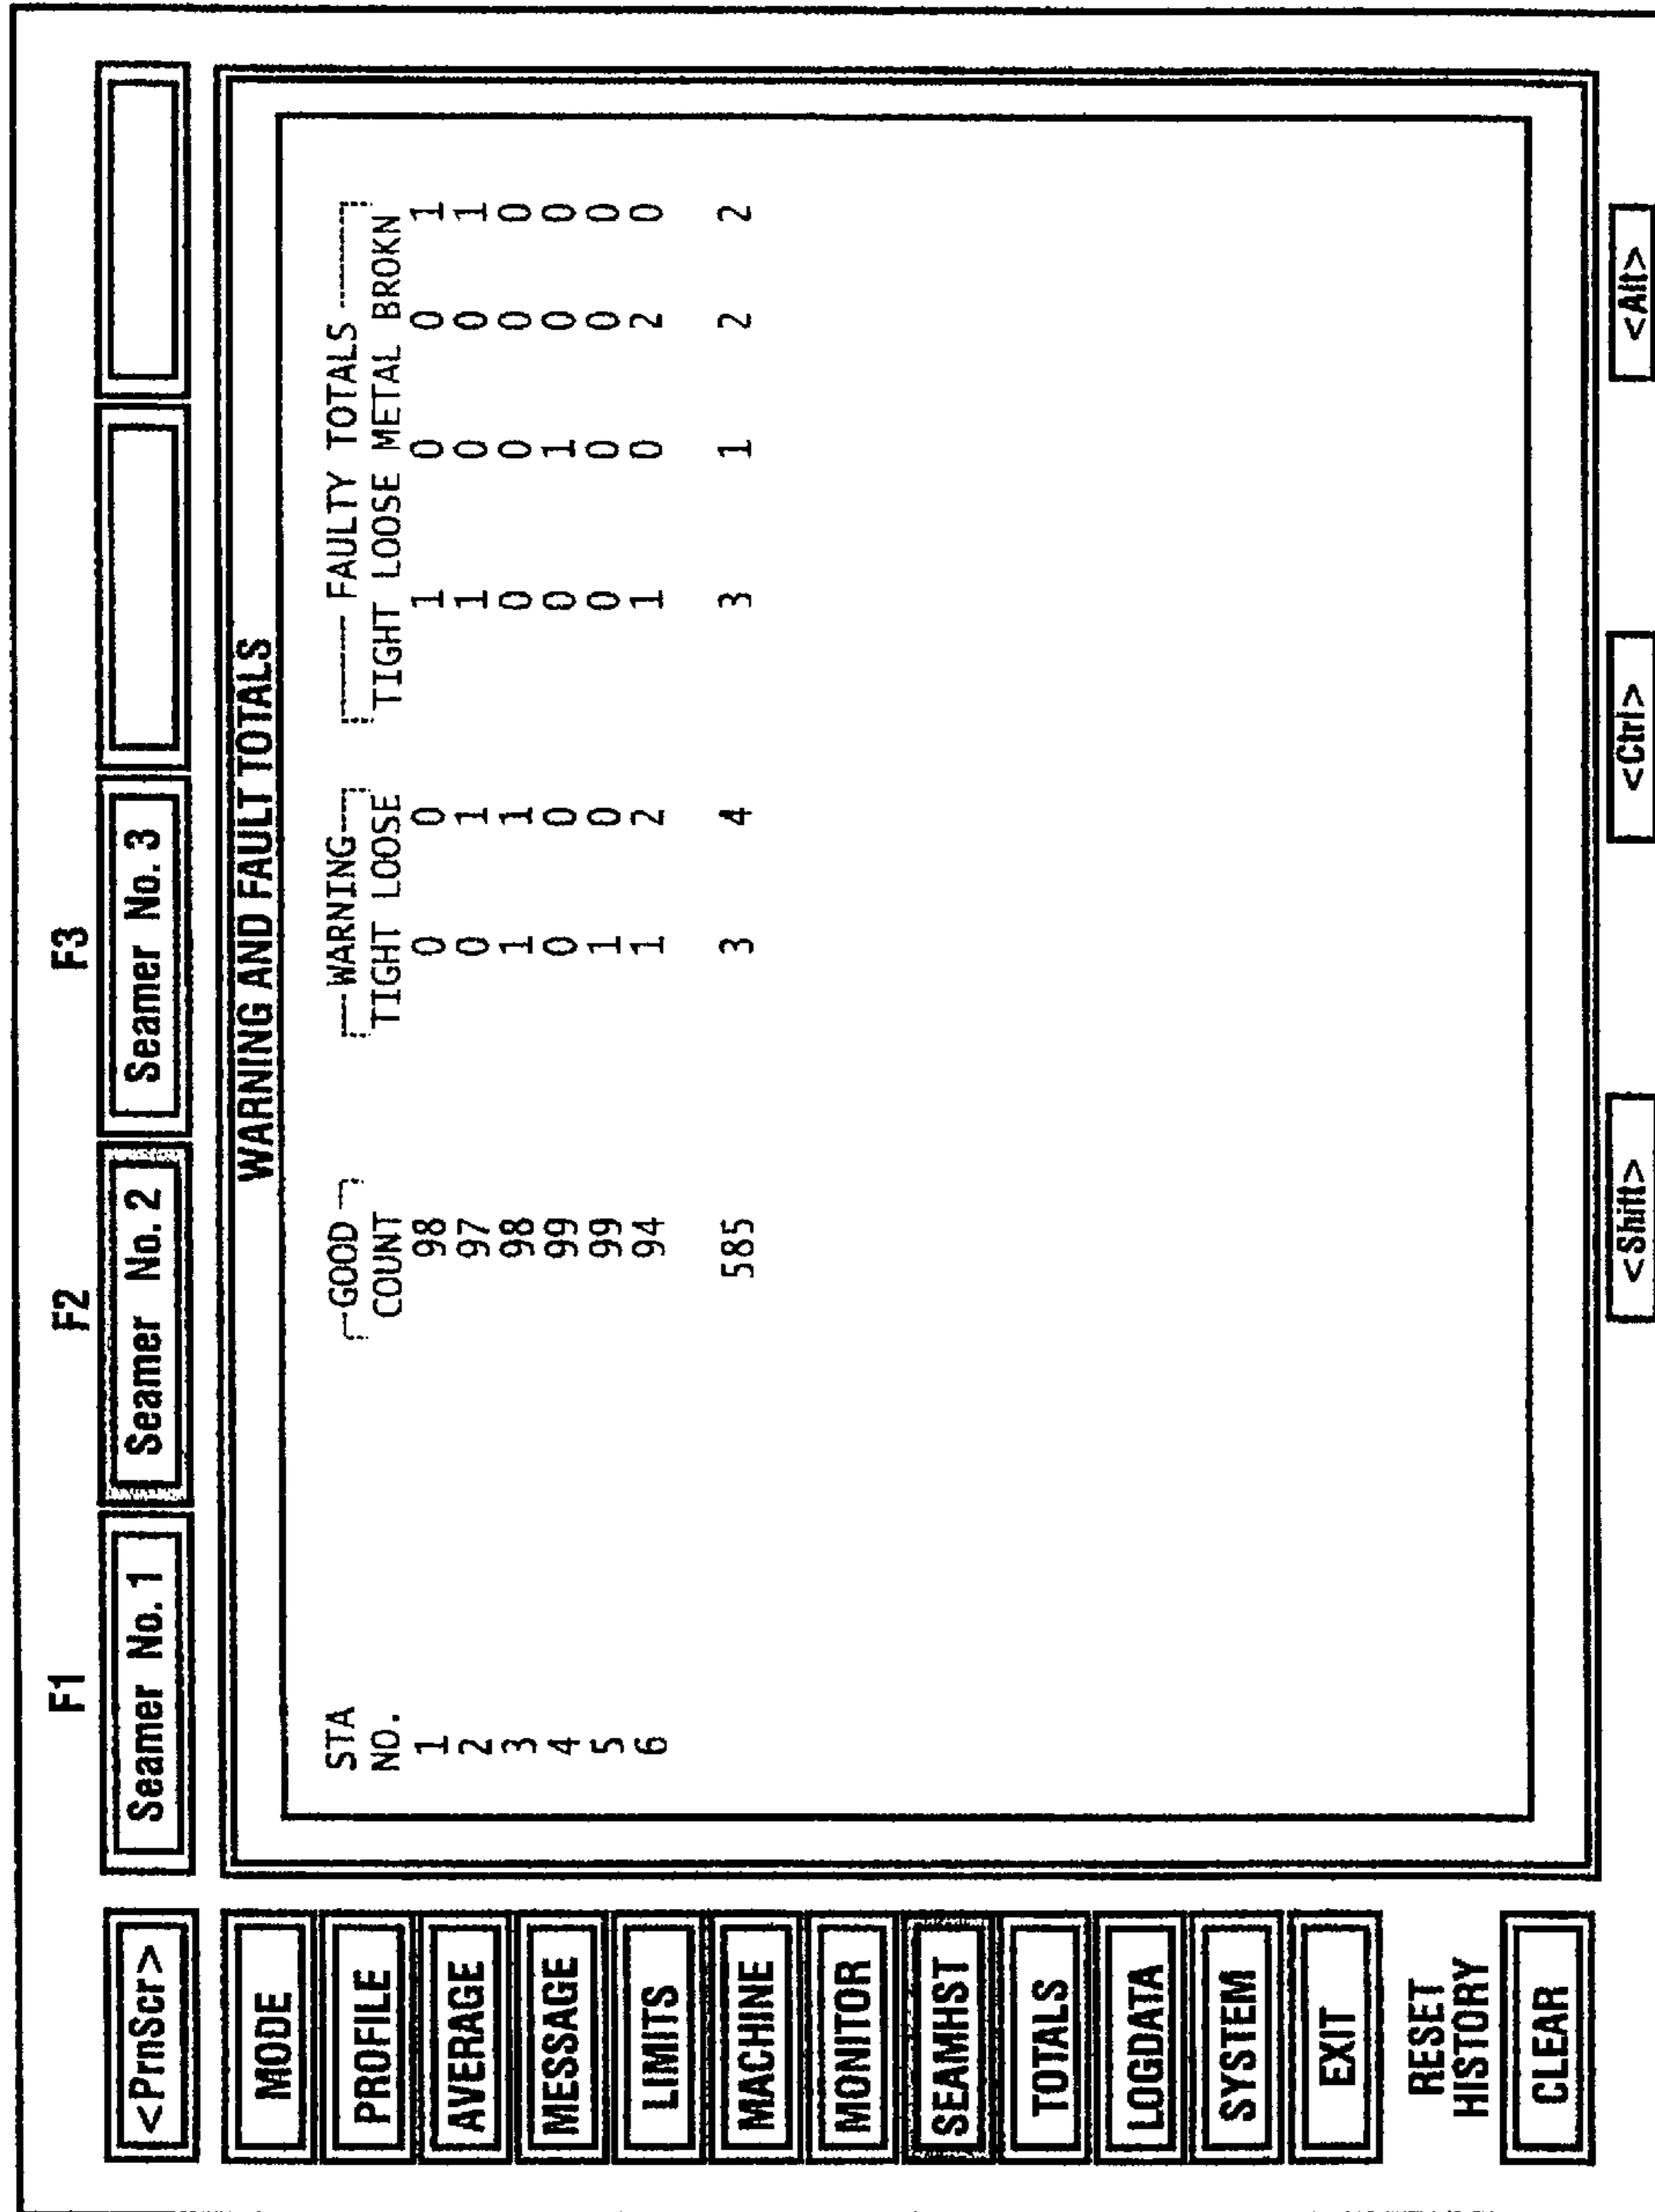 F1 F2 F3
<PrnScr> Seamer No. 1 Seamer No. 2 Seamer No. 3
WARNING AND FAULT TOTALS
MODE
PROFILE
AVERAGE
MESSAGE
LIMITS
MACHINE
MONITOR
SEAMHST
TOTALS
LOGDATA
SYSTEM
EXIT
RESET
HISTORY
CLEAR
STA GOOD WARNING FAULTY TOTALS
NO. COUNT TIGHT LOOSE TIGHT LOOSE METAL BROKN
1 98 0 0 1 0 0 1
2 97 0 1 1 0 0 1
3 98 1 1 0 0 0 0
4 99 0 0 0 1 0 0
5 99 1 0 0 0 0 0
6 94 1 2 1 0 2 0
585 3 4 3 1 2 2
<Shift> <Ctrl> <Alt>